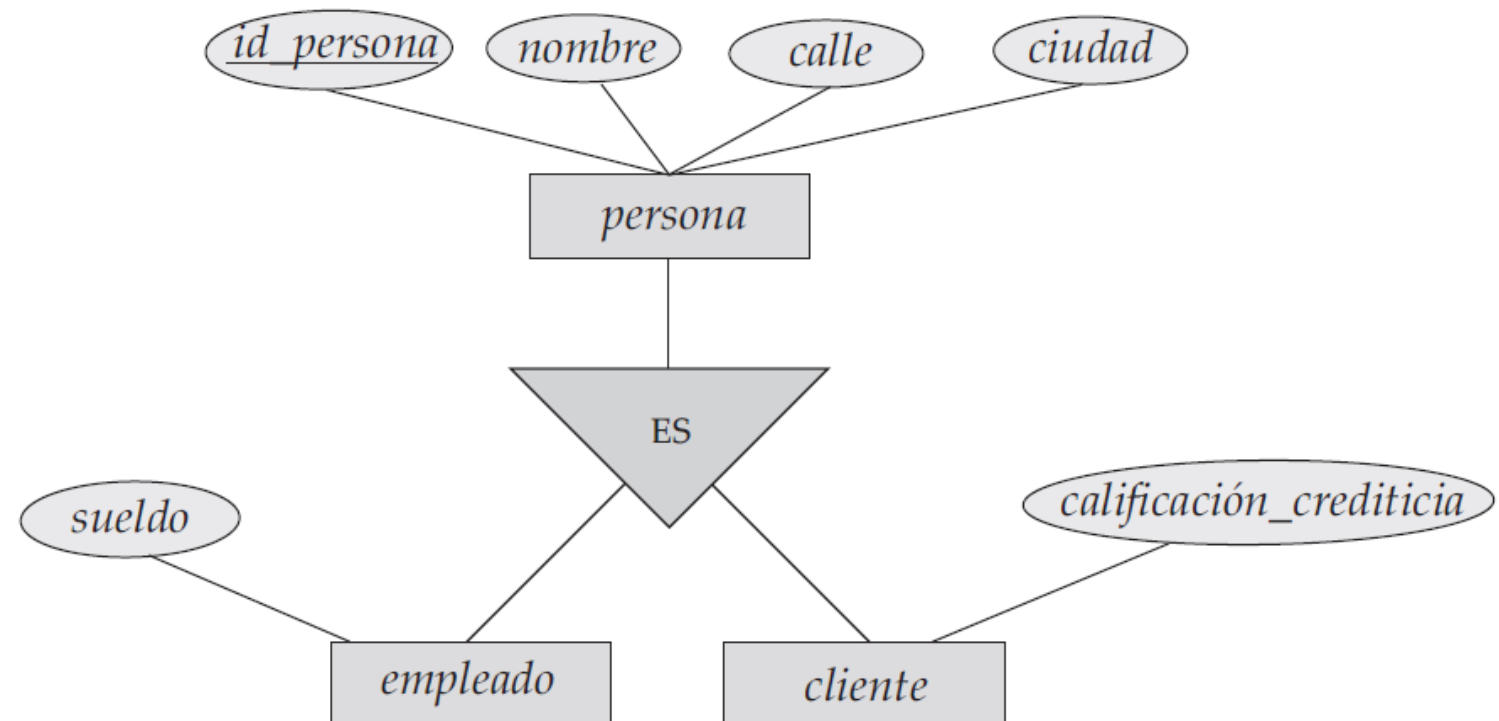 id_persona
nombre
calle
ciudad
persona
ES
sueldo
calificación_crediticia
empleado
cliente